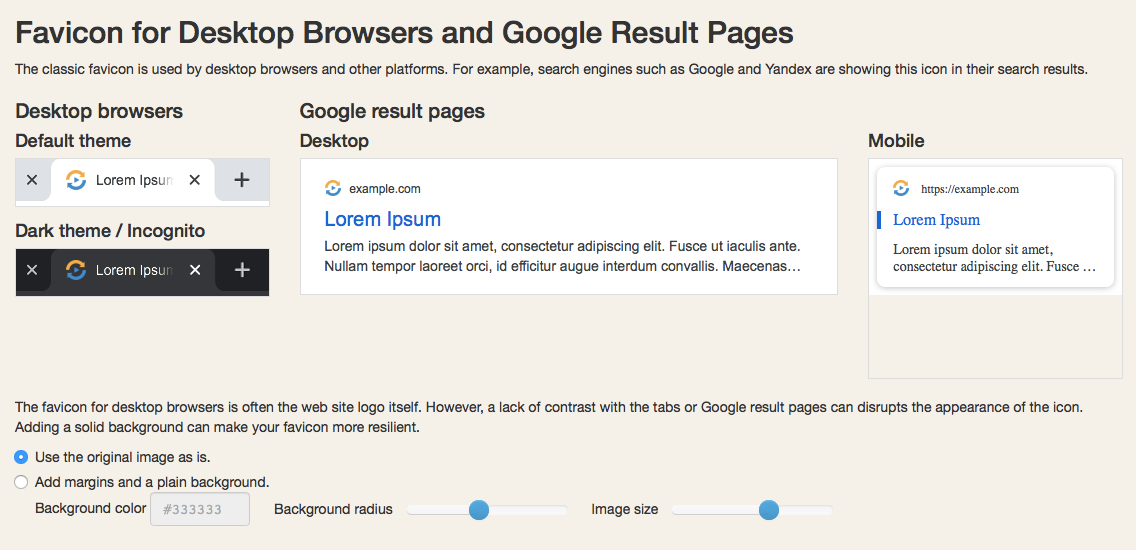 Favicon for Desktop Browsers and Google Result Pages
The classic favicon is used by desktop browsers and other platforms. For example, search engines such as Google and Yandex are showing this icon in their search results.
Desktop browsers
Default theme
Lorem Ipsun
Dark theme / Incognito
Lorem Ipsun
Google result pages
Desktop
example.com
Lorem Ipsum
Lorem ipsum dolor sit amet, consectetur adipiscing elit. Fusce ut iaculis ante.
Nullam tempor laoreet orci, id efficitur augue interdum convallis. Maecenas…
Mobile
https://example.com
Lorem Ipsum
Lorem ipsum dolor sit amet,
consectetur adipiscing elit. Fusce …
The favicon for desktop browsers is often the web site logo itself. However, a lack of contrast with the tabs or Google result pages can disrupts the appearance of the icon.
Adding a solid background can make your favicon more resilient.
Use the original image as is.
Add margins and a plain background.
Background color #333333 Background radius Image size